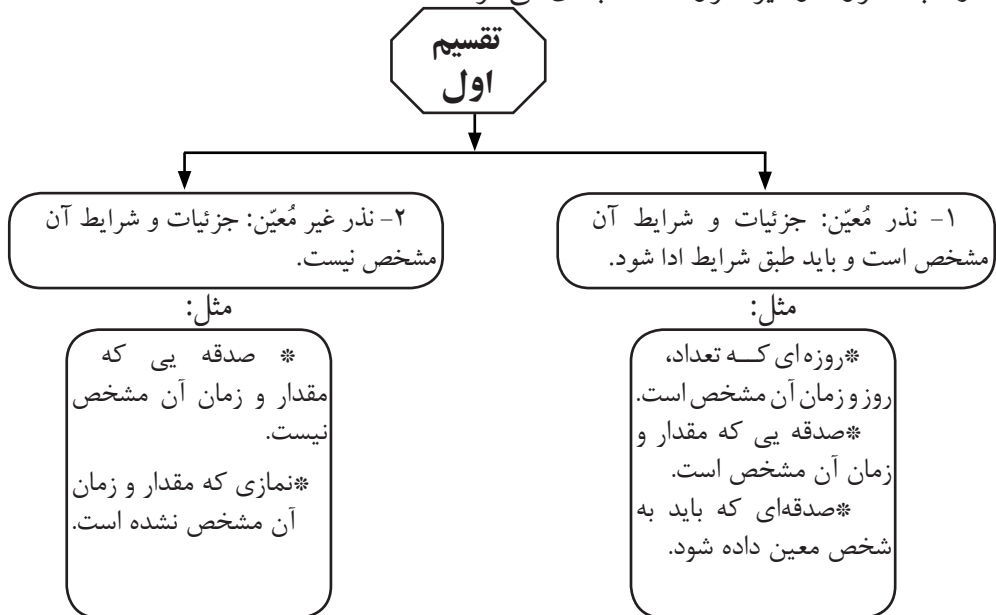 تقسیم
اول
۱- نذر مُعیّن: جزئیات و شرایط آن
مشخص است و باید طبق شرایط ادا شود.
مثل:
*روزه ای کــه تعداد،
روز و زمان آن مشخص است.
*صدقه یی که مقدار و
زمان آن مشخص است.
*صدقه‌ای که باید به
شخص معین داده شود.
۲- نذر غیر مُعیّن: جزئیات و شرایط آن
مشخص نیست.
مثل:
* صدقه یی که
مقدار و زمان آن مشخص
نیست.
*نمازی که مقدار و زمان
آن مشخص نشده است.